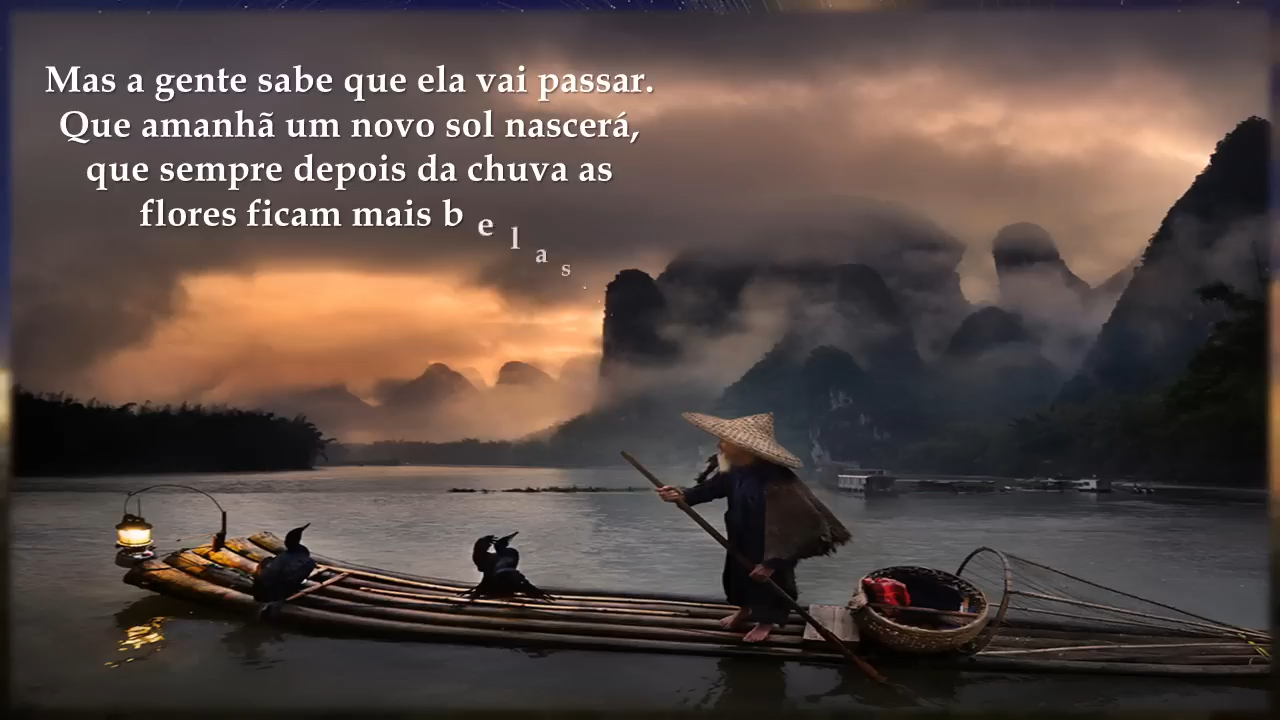 Mas a gente sabe que ela vai passar.
Que amanhã um novo sol nascerá,
que sempre depois da chuva as
flores ficam mais belas..